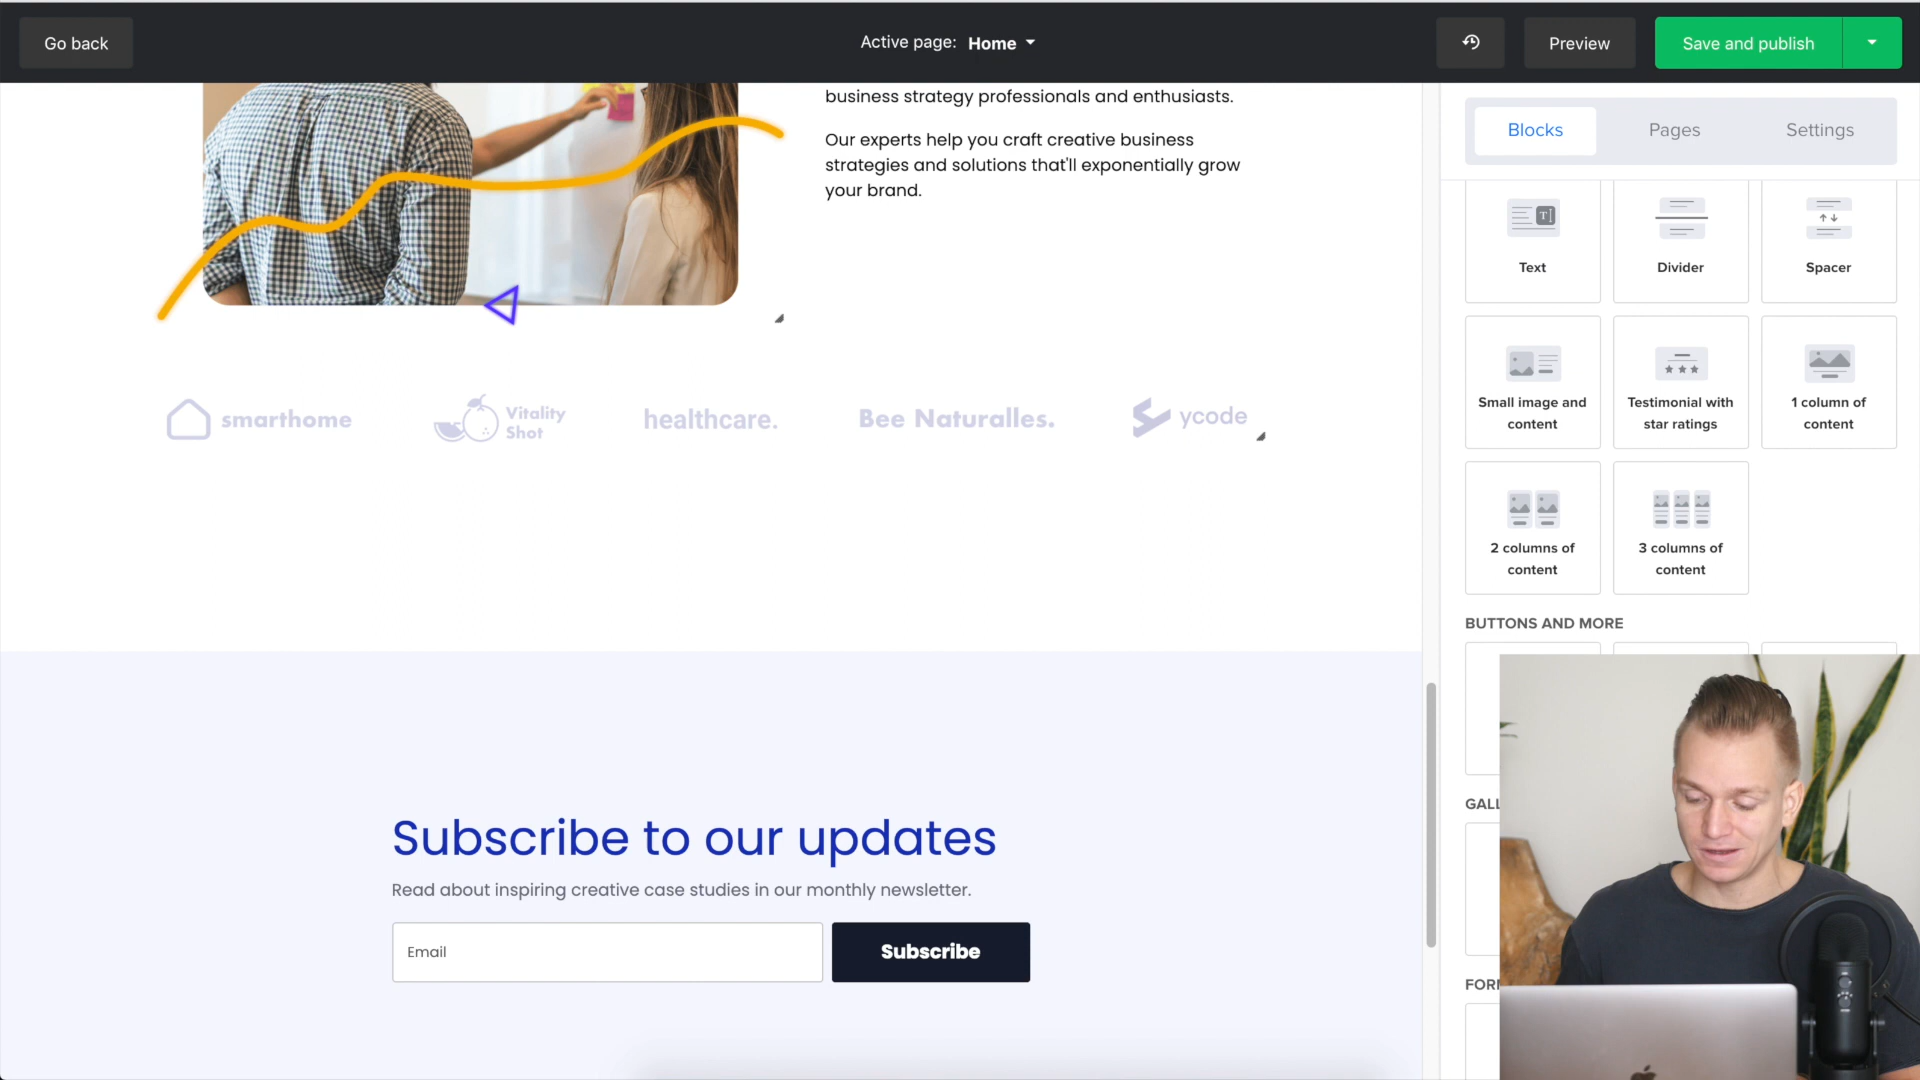 Go back
Active page: Home
Preview
Save and publish
business strategy professionals and enthusiasts.
Our experts help you craft creative business
strategies and solutions that'll exponentially grow
your brand.
smarthome
Vitality
Shot
healthcare.
Bee Naturalles.
ycode
Subscribe to our updates
Read about inspiring creative case studies in our monthly newsletter.
Email
Subscribe
Blocks
Pages
Settings
T
Text
Divider
Spacer
Small image and
content
Testimonial with
star ratings
1 column of
content
2 columns of
content
3 columns of
content
BUTTONS AND MORE